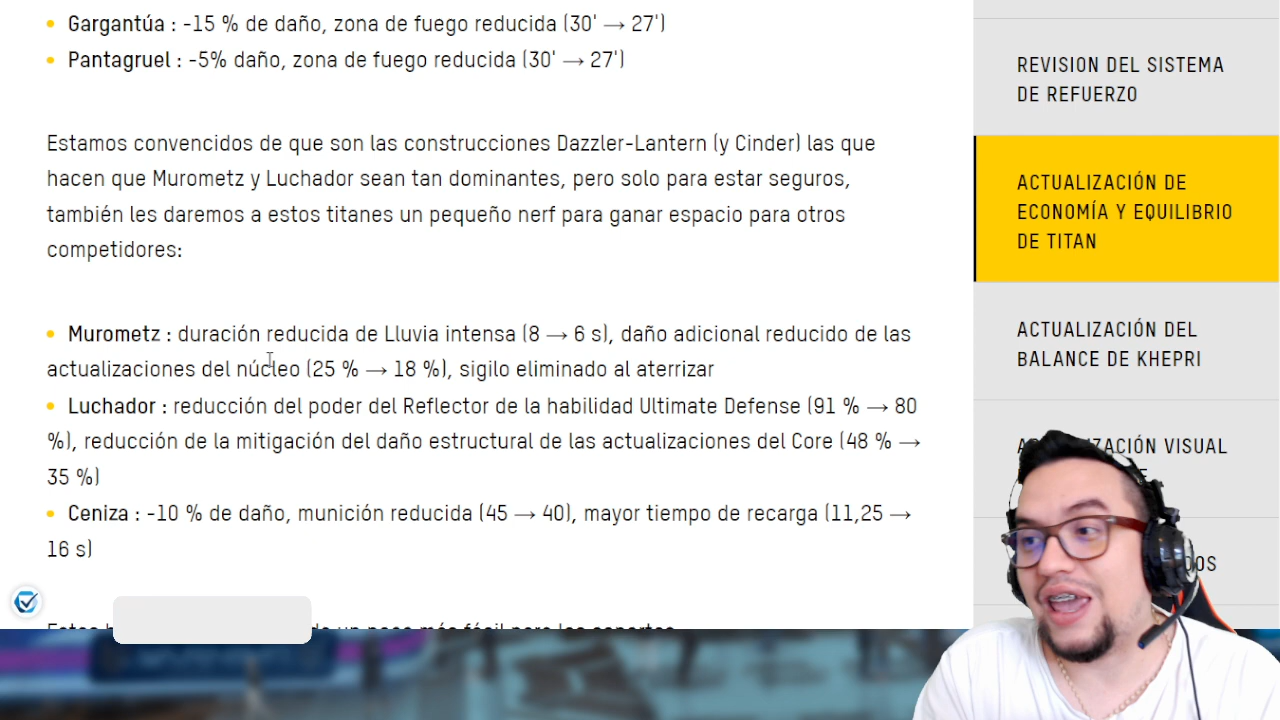 Gargantúa : -15 % de daño, zona de fuego reducida (30' → 27')
Pantagruel : -5% daño, zona de fuego reducida (30' → 27')
Estamos convencidos de que son las construcciones Dazzler-Lantern (y Cinder) las que
hacen que Murometz y Luchador sean tan dominantes, pero solo para estar seguros,
también les daremos a estos titanes un pequeño nerf para ganar espacio para otros
competidores:
Murometz : duración reducida de Lluvia intensa (8 → 6 s), daño adicional reducido de las
actualizaciones del núcleo (25 % → 18 %), sigilo eliminado al aterrizar
Luchador : reducción del poder del Reflector de la habilidad Ultimate Defense (91 % → 80
%), reducción de la mitigación del daño estructural de las actualizaciones del Core (48 % →
35 %)
Ceniza : -10 % de daño, munición reducida (45 → 40), mayor tiempo de recarga (11,25 →
16 s)
REVISION DEL SISTEMA
DE REFUERZO
ACTUALIZACIÓN DE
ECONOMÍA Y EQUILIBRIO
DE TITAN
ACTUALIZACIÓN DEL
BALANCE DE KHEPRI
VISUAL